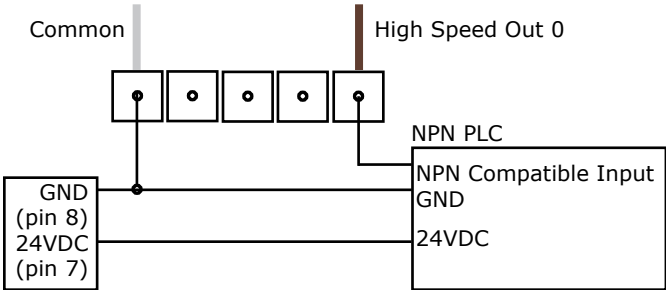 Common
High Speed Out 0
NPN PLC
NPN Compatible Input
GND
24VDC
GND
(pin 8)
24VDC
(pin 7)